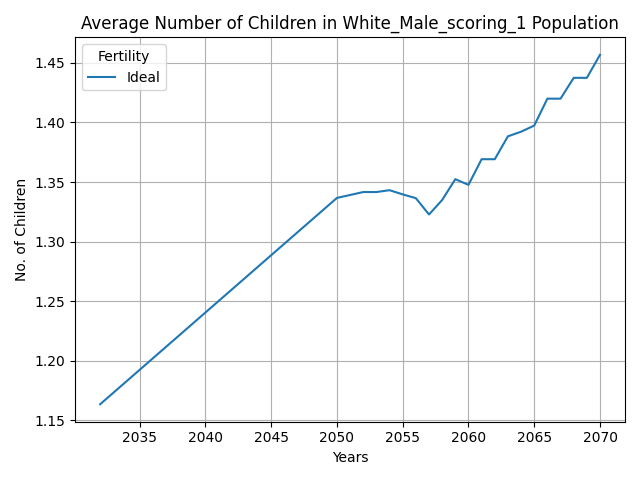 Average Number of Children in White_Male_scoring_1 Population
Fertility
Ideal
No. of Children
1.45
1.40
1.35
1.30
1.25
1.20
1.15
2035 2040 2045 2050 2055 2060 2065 2070
Years